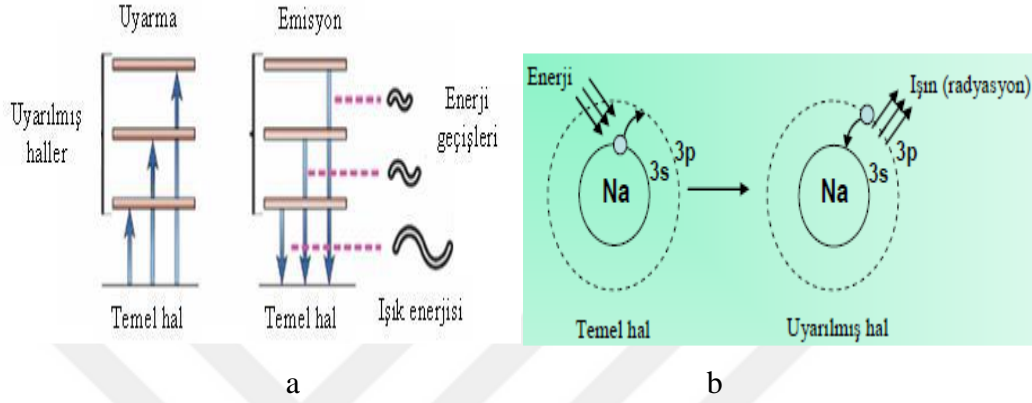 Uyarma
Emisyon
Uyarılmış
haller
Enerji
geçişleri
Temel hal
Temel hal
Işik enerjisi
a
Enerji
Işın (radyasyon)
3p
3s
Na
3p
3s
Na
Temel hal
Uyarılmış hal
b